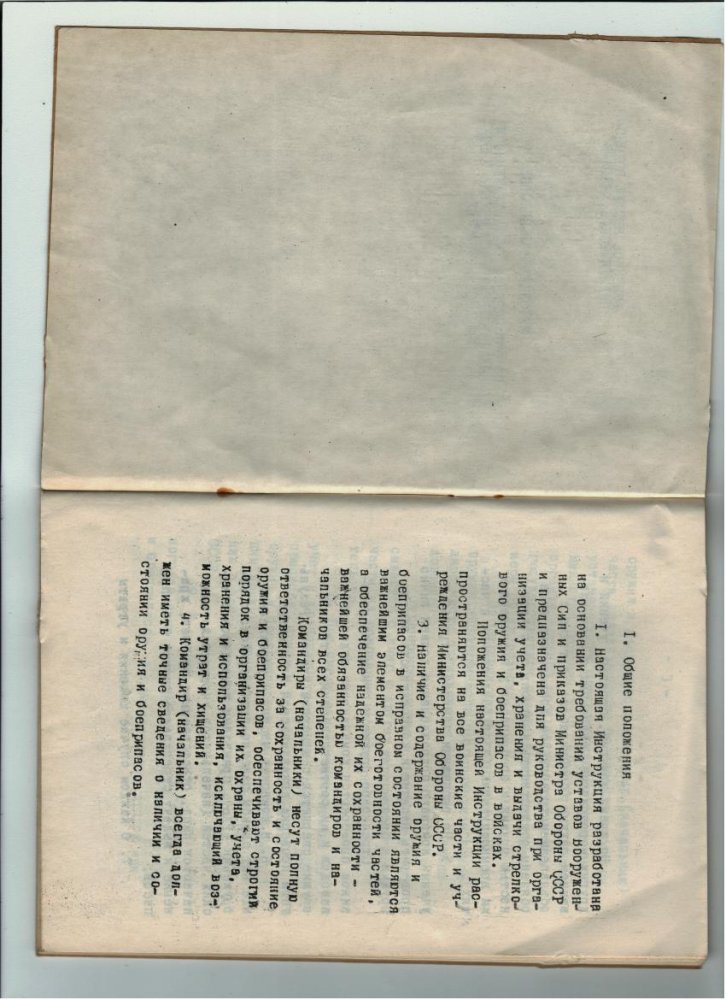 I. Общие положения
I. Настоящая Инструкция разработана
на основании требований уставов Вооружен-
ных Сил и приказов Министра Обороны СССР
и предназначена для руководства при орга-
низации учета, хранения и выдачи стрелко-
вого оружия и боеприпасов в войсках.
Положения настоящей Инструкции рас-
пространяются на все воинские части и уч-
реждения Министерства Обороны СССР.
3. Наличие и содержание оружия и
боеприпасов в исправном состоянии являются
важнейшим элементом боеготовности частей,
а обеспечение надежной их сохранности -
важнейшей обязанностью командиров и на-
чальников всех степеней.
Командиры (начальники) несут полную
ответственность за сохранность и состояние
оружия и боеприпасов, обеспечивают строгий
порядок в организации их охраны, учета,
хранения и использования, исключающий воз-
можность утрат и хищений.
4. Командир (начальник) всегда дол-
жен иметь точные сведения о наличии и со-
стоянии оружия и боеприпасов.